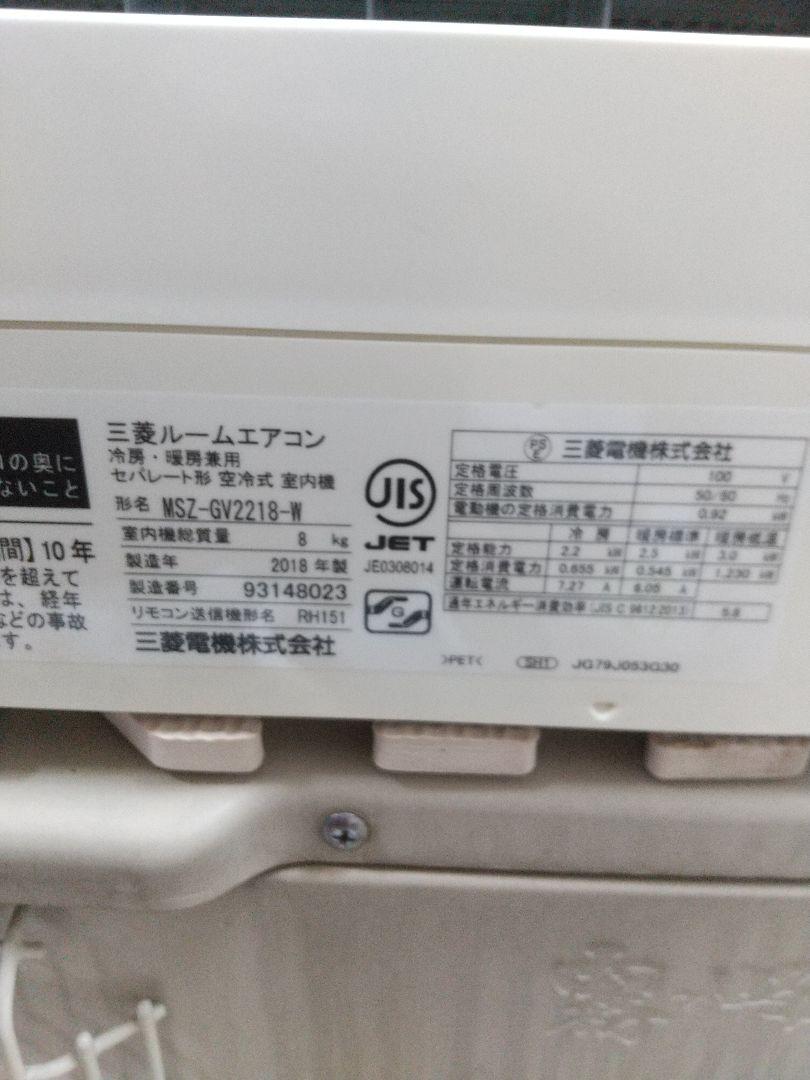 の奥に
ないこと
間】10年
を超えて
は、経年
などの事故
す。
三菱ルームエアコン
冷房・暖房兼用
セパレート形 空冷式 室内機
形名 MSZ-GV2218-W
室内機総質量 8 kg
製造年 2018 年製
製造番号 93148023
リモコン送信機形名 RH151
三菱電機株式会社
JIS
JET
JE0308014
G
PS
E
三菱電機株式会社
定格電圧 100 V
定格周波数 50/60 Hz
電動機の定格消費電力 0.92 kW
冷 房 暖房標準 暖房低温
定格能力 2.2 kW 2.5 kW 3.0 kW
定格消費電力 0.655 kW 0.545 kW 1.230 kW
運転電流 7.27 A 6.05 A
通年エネルギー消費効率(JIS C 9612:2013) 5.8
>PET< SH1 JG79J053G30